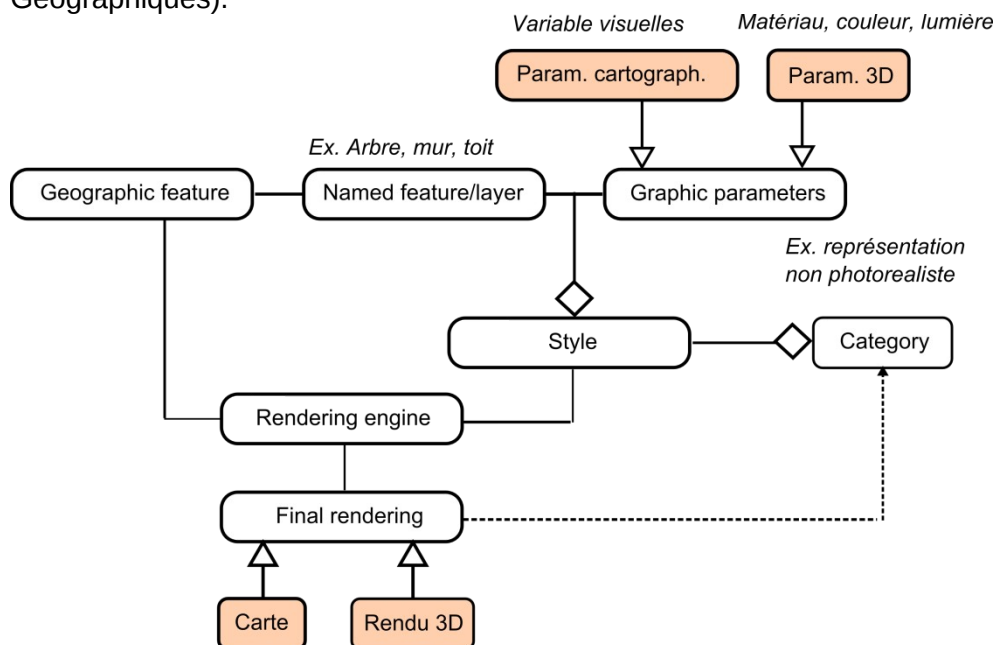 Géographiques).
Variable visuelles
Matériau, couleur, lumière
Param. cartograph.
Param. 3D
Ex. Arbre, mur, toit
Geographic feature
Named feature/layer
Graphic parameters
Ex. représentation
non photorealiste
Style
Category
Rendering engine
Final rendering
Carte
Rendu 3D